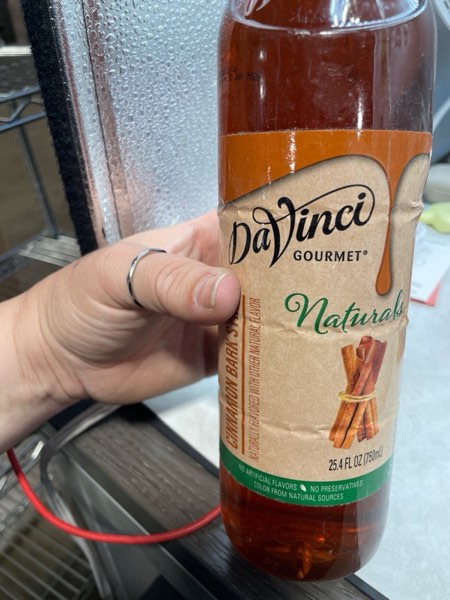 DaVinci
GOURMET®
Naturals
CINNAMON BARK
NATURALLY FLAVORED WITH OTHER NATURAL FLAVOR
25.4 FL OZ (750mL)
NO ARTIFICIAL FLAVORS NO PRESERVATIVES
COLOR FROM NATURAL SOURCES